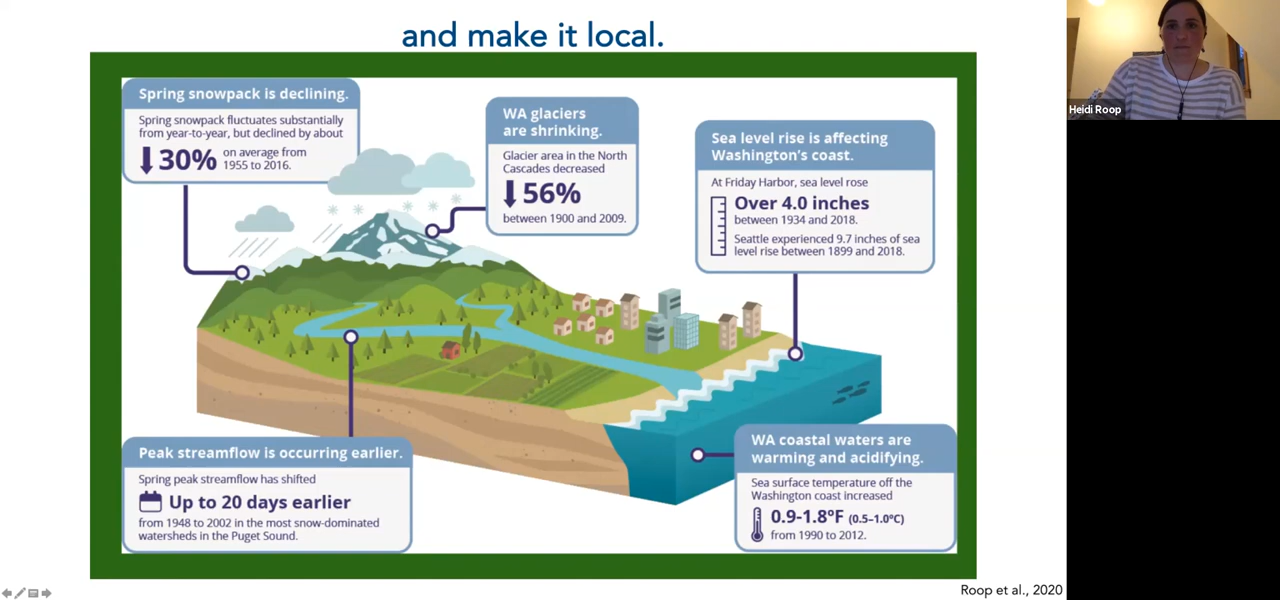 and make it local.
Spring snowpack is declining.
Spring snowpack fluctuates substantially
from year-to-year, but declined by about
30% on average from
1955 to 2016.
WA glaciers
are shrinking.
Glacier area in the North
Cascades decreased
56%
between 1900 and 2009.
Sea level rise is affecting
Washington's coast.
At Friday Harbor, sea level rose
Over 4.0 inches
between 1934 and 2018.
Seattle experienced 9.7 inches of sea
level rise between 1899 and 2018.
Peak streamflow is occurring earlier.
Spring peak streamflow has shifted
Up to 20 days earlier
from 1948 to 2002 in the most snow-dominated
watersheds in the Puget Sound.
WA coastal waters are
warming and acidifying.
Sea surface temperature off the
Washington coast increased
0.9-1.8ºF (0.5–1.0ºC)
from 1990 to 2012.
Roop et al., 2020
Heidi Roop